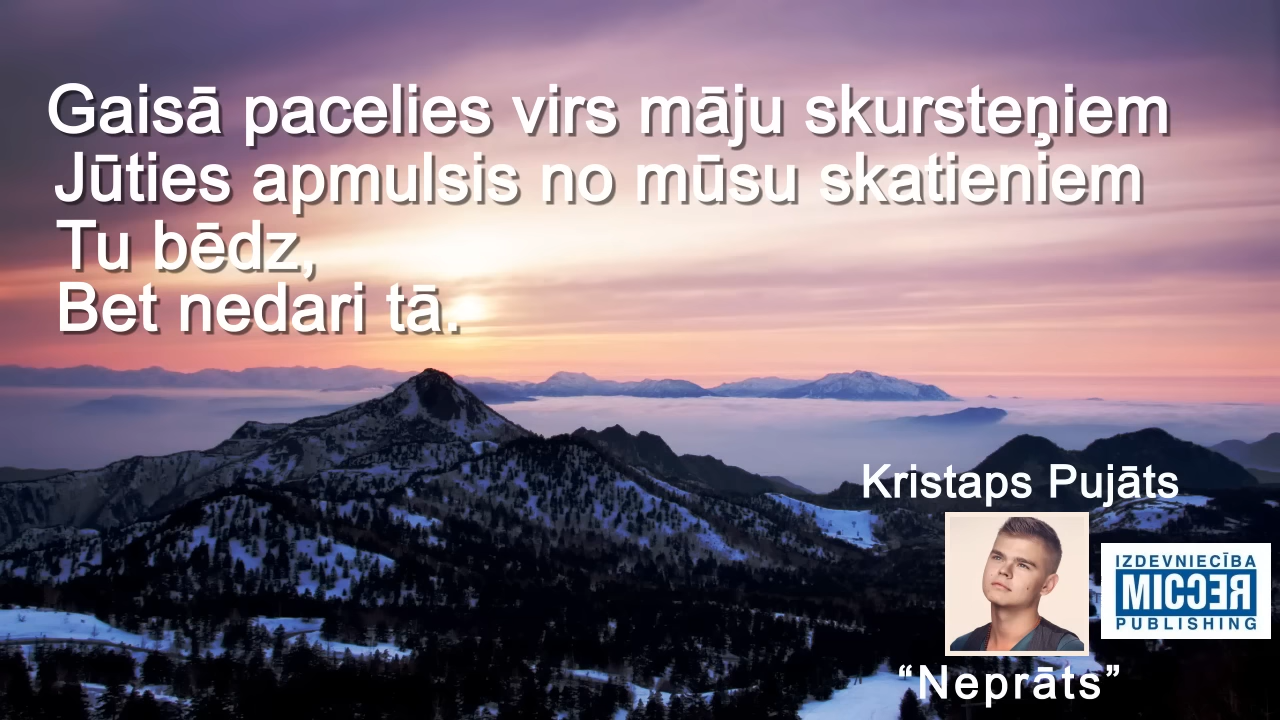 Gaisā pacelies virs māju skursteņiem
Jūties apmulsis no mūsu skatieniem
Tu bēdz,
Bet nedari tā.
Kristaps Pujāts
IZDEVNIECĪBA
MICCƎЯ
PUBLISHING
“Neprāts”